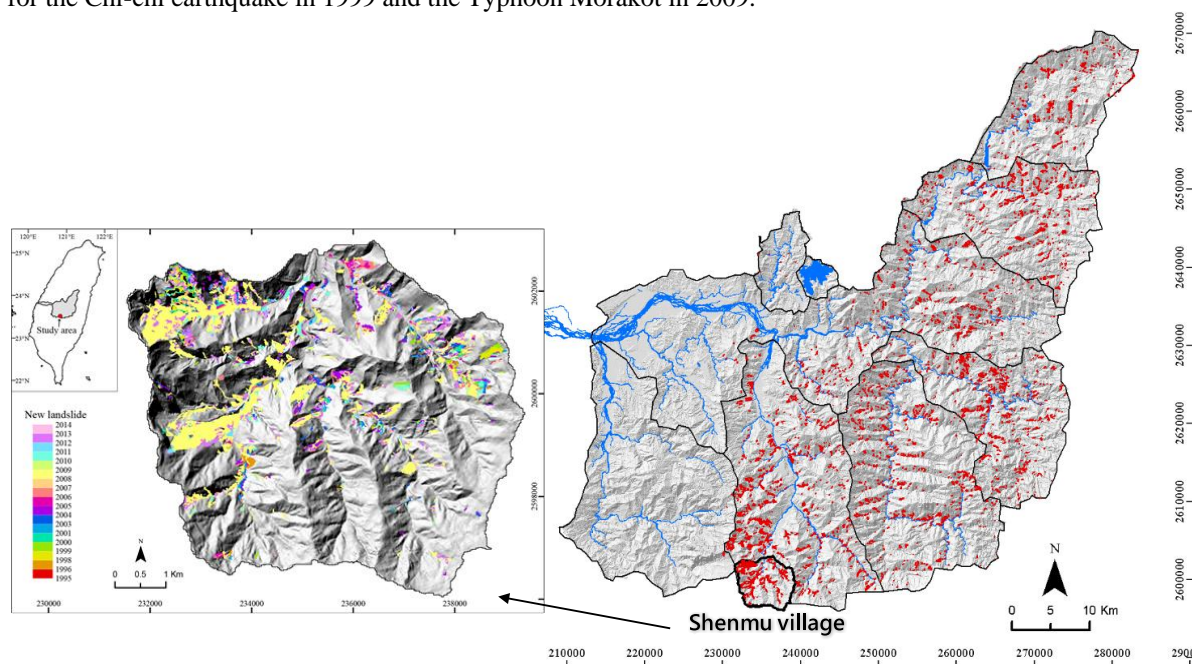 for the Chi-chi earthquake in 1999 and the Typhoon Morakot in 2009.
120°E 121°E 122°E
25°N
24°N
23°N
22°N
Study area
New landslide
2014
2013
2012
2011
2010
2009
2008
2007
2006
2005
2004
2003
2002
2000
1999
1998
1996
1995
N
0 0.5 1 Km
2602000
2600000
2598000
230000 232000 234000 236000 238000
Shenmu village
2670000
2660000
2650000
2640000
2630000
2620000
2610000
2600000
N
0 5 10 Km
210000 220000 230000 240000 250000 260000 270000 280000 290